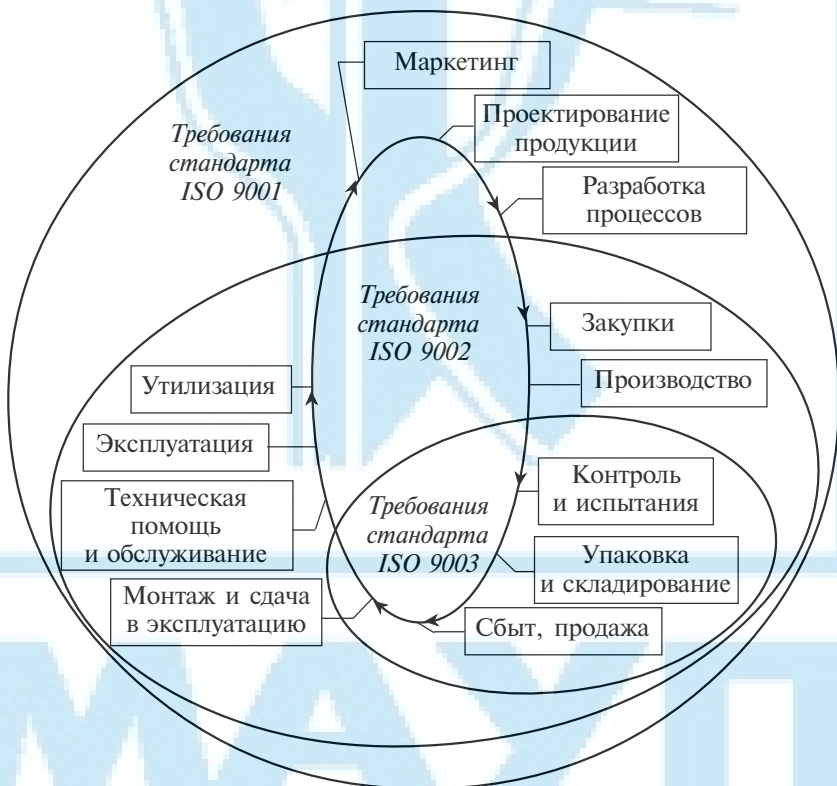 Маркетинг
Требования
стандарта
ISO 9001
Проектирование
продукции
Разработка
процессов
Требования
стандарта
ISO 9002
Закупки
Утилизация
Производство
Эксплуатация
Контроль
и испытания
Техническая
помощь
и обслуживание
Требования
стандарта
ISO 9003
Упаковка
и складирование
Монтаж и сдача
в эксплуатацию
Сбыт, продажа
МАУП